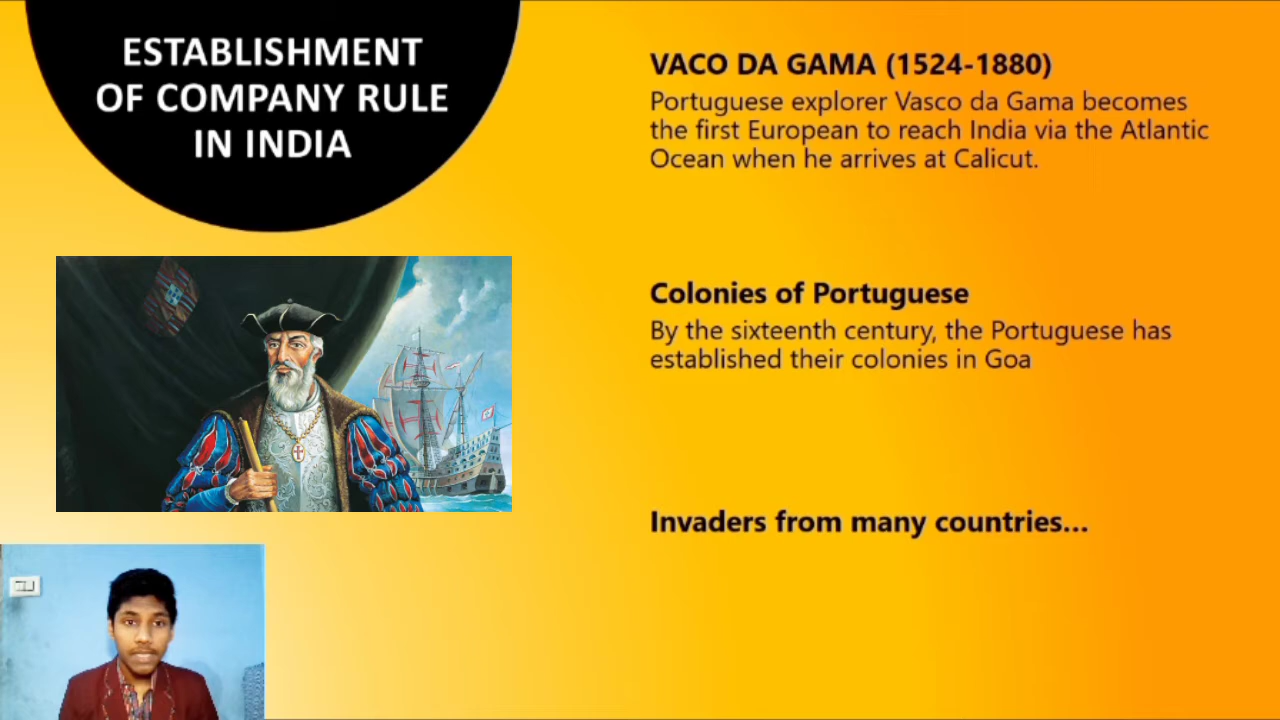 ESTABLISHMENT
OF COMPANY RULE
IN INDIA
VACO DA GAMA (1524-1880)
Portuguese explorer Vasco da Gama becomes
the first European to reach India via the Atlantic
Ocean when he arrives at Calicut.
Colonies of Portuguese
By the sixteenth century, the Portuguese has
established their colonies in Goa
Invaders from many countries...